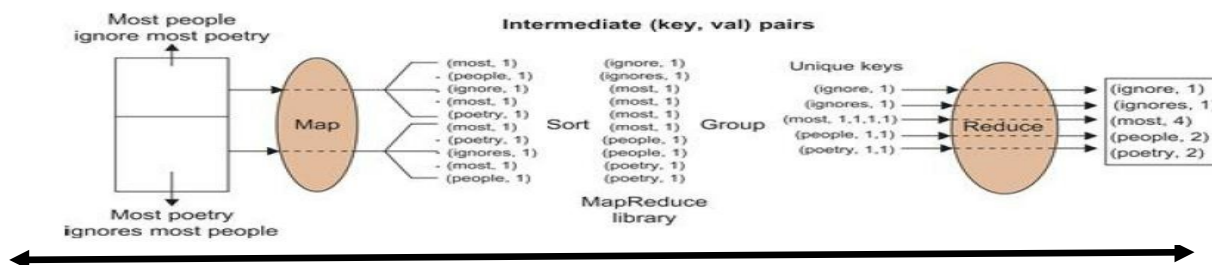 Most people
ignore most poetry
Intermediate (key, val) pairs
Map
(most, 1)
(people, 1)
(ignore, 1)
(most, 1)
(poetry, 1)
(most, 1)
(poetry, 1)
(ignores, 1)
(most, 1)
(people, 1)
Sort
(ignore, 1)
(ignores, 1)
(most, 1)
(most, 1)
(most, 1)
(most, 1)
(people, 1)
(people, 1)
(poetry, 1)
(poetry, 1)
MapReduce
library
Group
Unique keys
(ignore, 1)
(ignores, 1)
(most, 1,1,1,1)
(people, 1,1)
(poetry, 1,1)
Reduce
(ignore, 1)
(ignores, 1)
(most, 4)
(people, 2)
(poetry, 2)
Most poetry
ignores most people